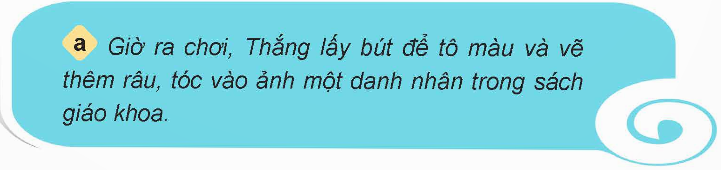 a Giờ ra chơi, Thắng lấy bút để tô màu và vẽ
thêm râu, tóc vào ảnh một danh nhân trong sách
giáo khoa.